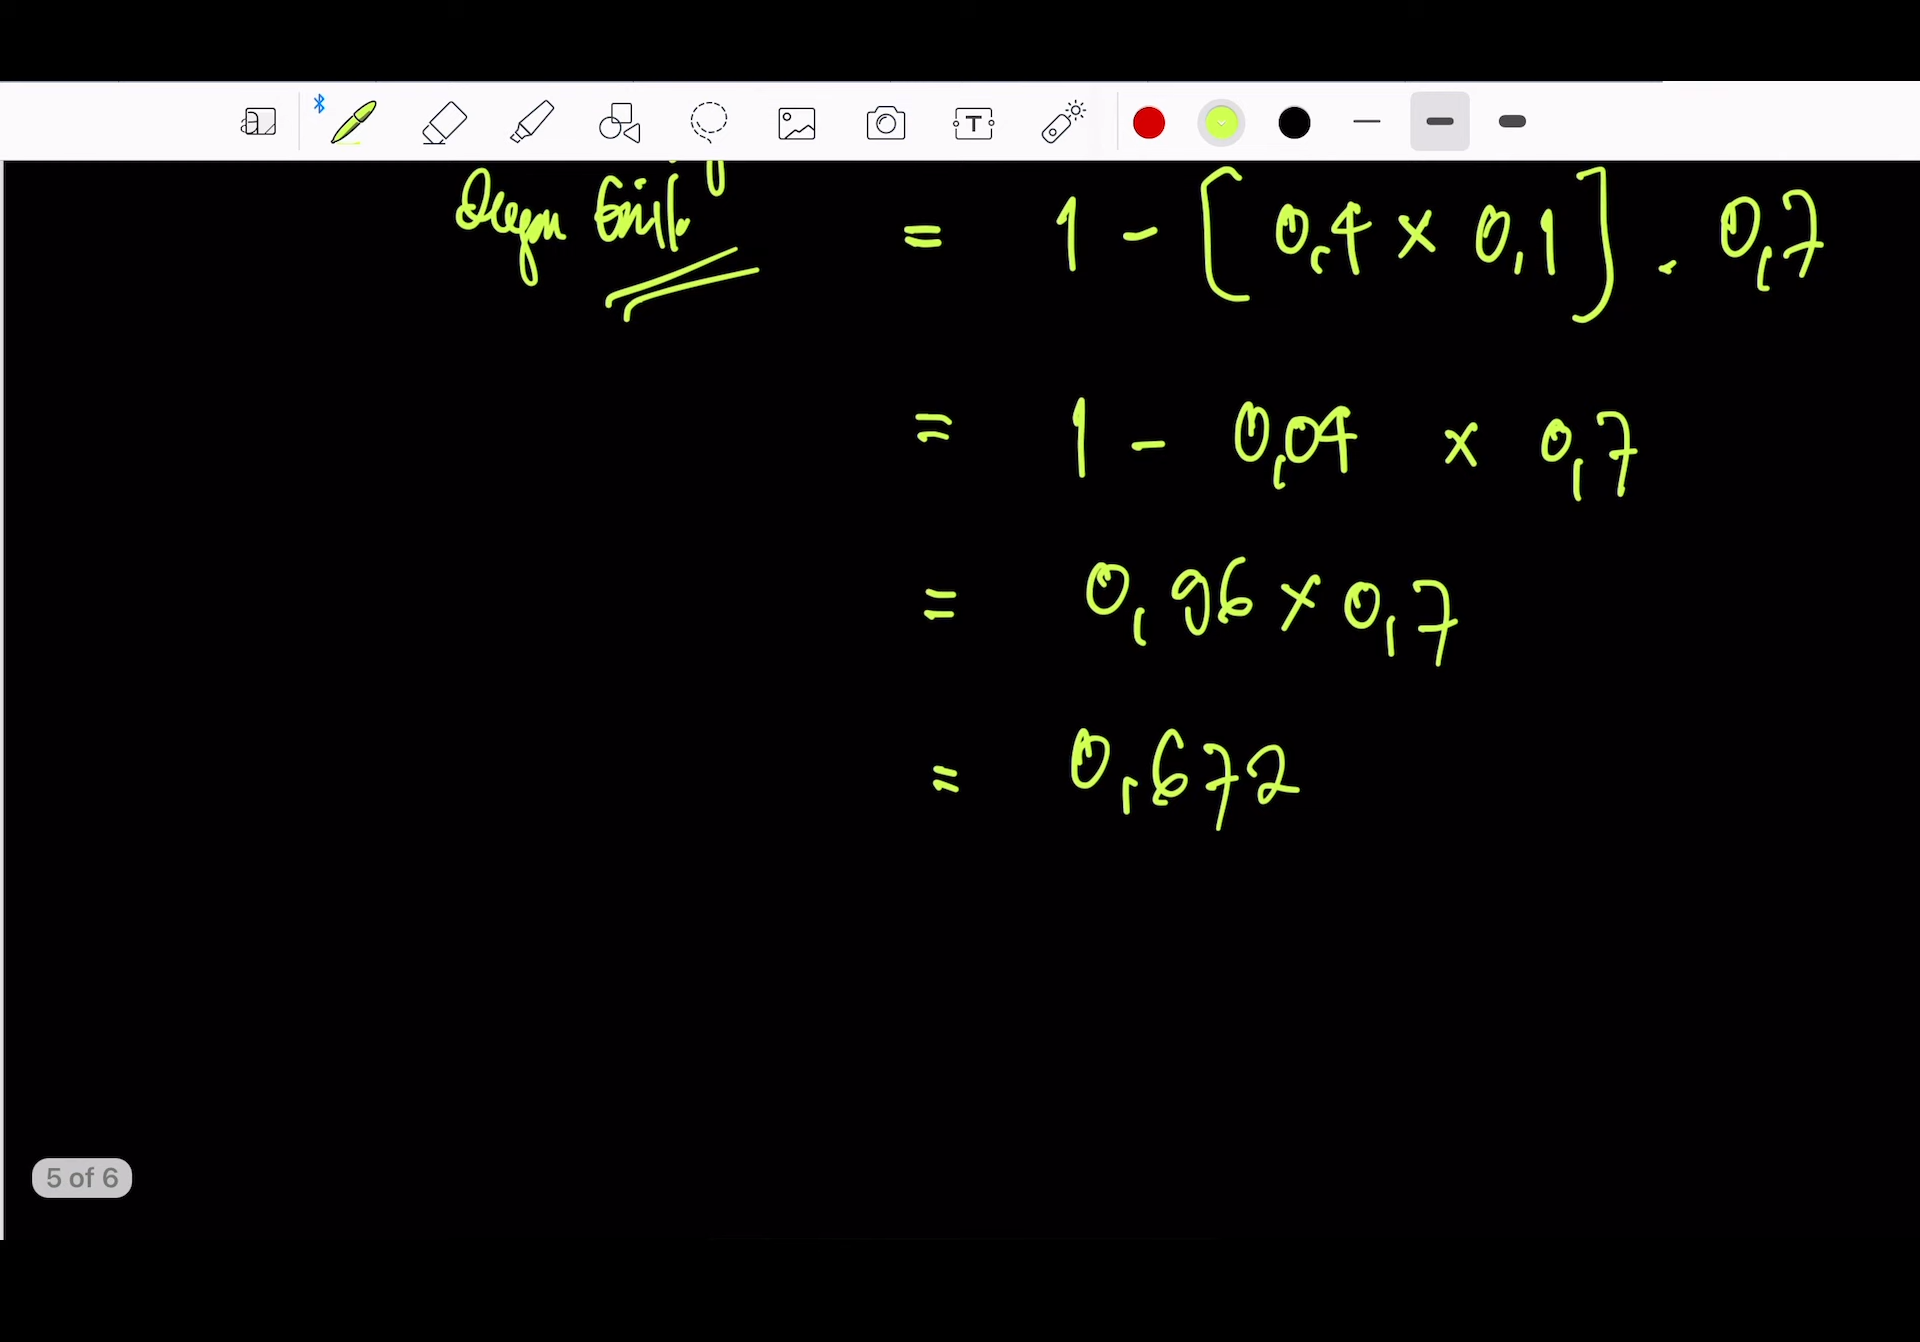 = 1 - [ 0,4 × 0,1 ] . 0,7
= 1 - 0,04 × 0,7
= 0,96 × 0,7
= 0,672
5 of 6